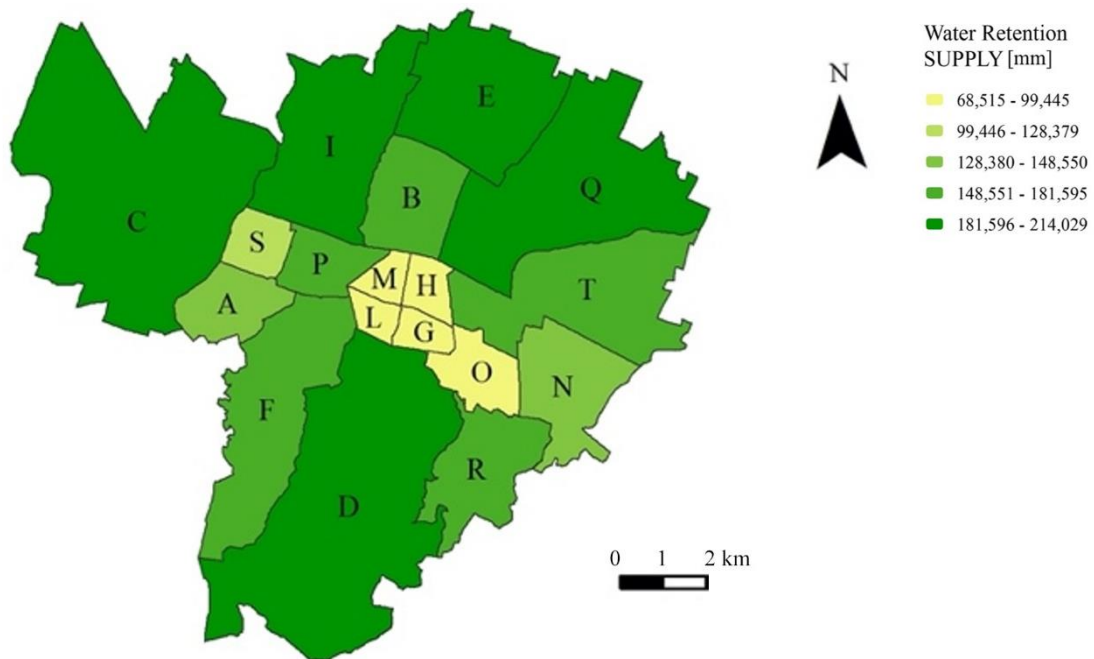 Water Retention
SUPPLY [mm]
68,515 - 99,445
99,446 - 128,379
128,380 - 148,550
148,551 - 181,595
181,596 - 214,029
N
E
I
Q
B
C
S
P
M
H
T
A
L
G
O
N
F
R
D
0 1 2 km